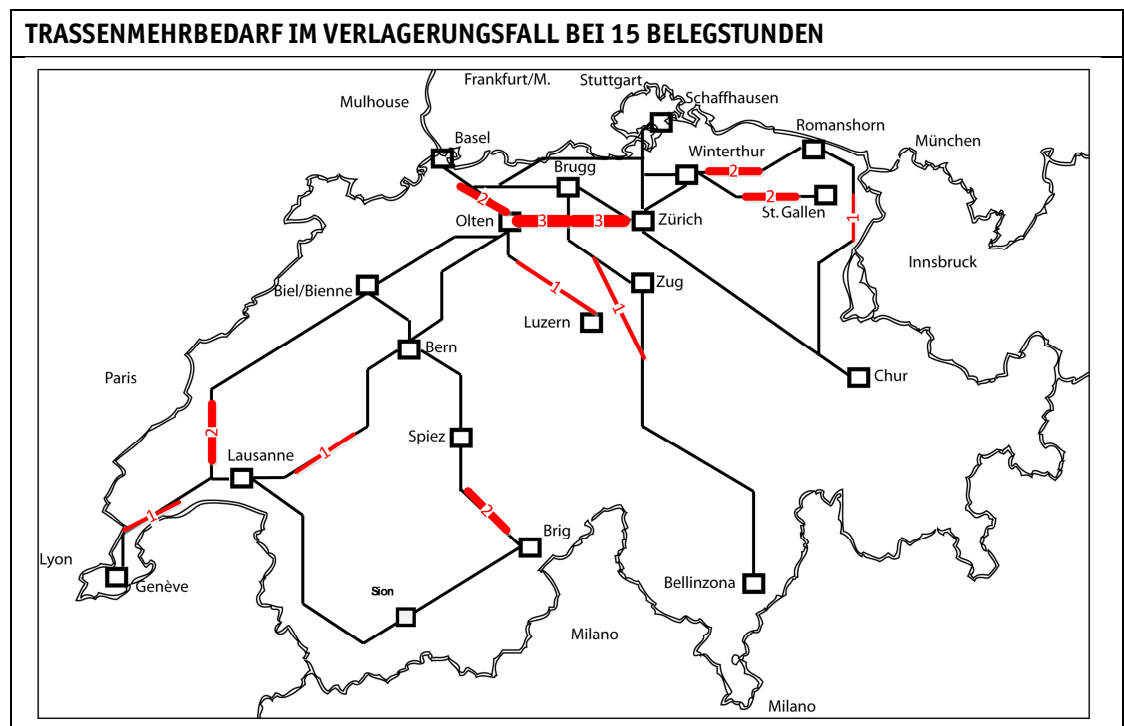 TRASSENMEHRBEDARF IM VERLAGERUNGSFALL BEI 15 BELEGSTUNDEN
Frankfurt/M.
Stuttgart
Mulhouse
Schaffhausen
Romanshorn
München
Basel
Winterthur
Brugg
2
2
2
St. Gallen
Olten
3
3
Zürich
1
Innsbruck
Biel/Bienne
1
Zug
1
Luzern
Bern
Paris
Chur
2
Spiez
1
Lausanne
1
2
Brig
Lyon
Genève
Bellinzona
Sion
Milano
Milano